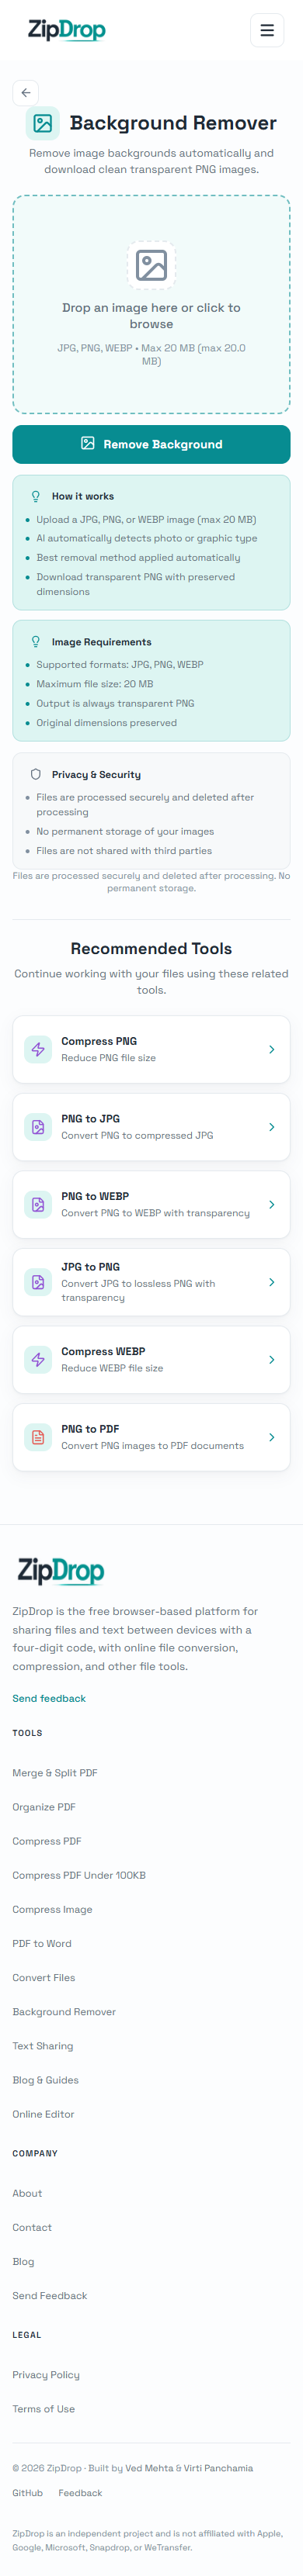 ZipDrop
Background Remover
Remove image backgrounds automatically and
download clean transparent PNG images.
Drop an image here or click to
browse
JPG, PNG, WEBP • Max 20 MB (max 20.0
MB)
Remove Background
How it works
Upload a JPG, PNG, or WEBP image (max 20 MB)
AI automatically detects photo or graphic type
Best removal method applied automatically
Download transparent PNG with preserved
dimensions
Image Requirements
Supported formats: JPG, PNG, WEBP
Maximum file size: 20 MB
Output is always transparent PNG
Original dimensions preserved
Privacy & Security
Files are processed securely and deleted after
processing
No permanent storage of your images
Files are not shared with third parties
Files are processed securely and deleted after processing. No
permanent storage.
Recommended Tools
Continue working with your files using these related
tools.
Compress PNG
Reduce PNG file size
PNG to JPG
Convert PNG to compressed JPG
PNG to WEBP
Convert PNG to WEBP with transparency
JPG to PNG
Convert JPG to lossless PNG with
transparency
Compress WEBP
Reduce WEBP file size
PNG to PDF
Convert PNG images to PDF documents
ZipDrop
ZipDrop is the free browser-based platform for
sharing files and text between devices with a
four-digit code, with online file conversion,
compression, and other file tools.
Send feedback
TOOLS
Merge & Split PDF
Organize PDF
Compress PDF
Compress PDF Under 100KB
Compress Image
PDF to Word
Convert Files
Background Remover
Text Sharing
Blog & Guides
Online Editor
COMPANY
About
Contact
Blog
Send Feedback
LEGAL
Privacy Policy
Terms of Use
© 2026 ZipDrop · Built by Ved Mehta & Virti Panchamia
GitHub Feedback
ZipDrop is an independent project and is not affiliated with Apple,
Google, Microsoft, Snapdrop, or WeTransfer.